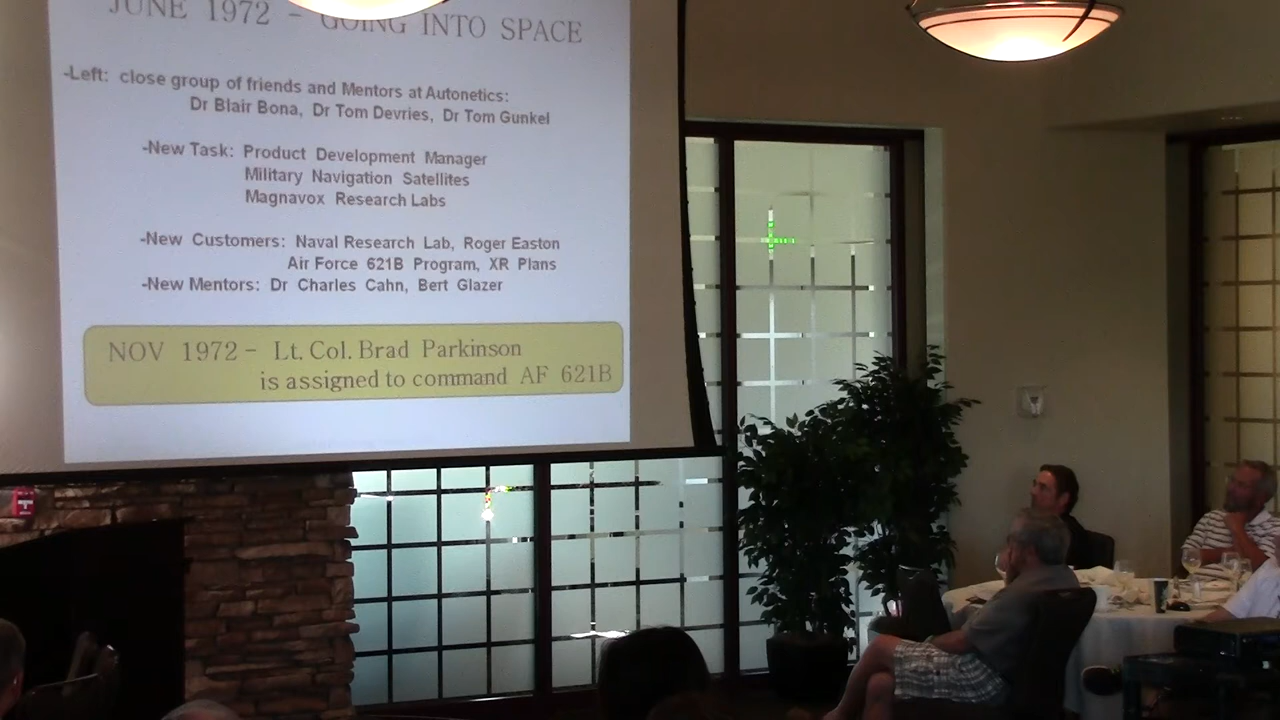 JUNE 1972 - GOING INTO SPACE
-Left: close group of friends and Mentors at Autonetics:
Dr Blair Bona, Dr Tom Devries, Dr Tom Gunkel
-New Task: Product Development Manager
Military Navigation Satellites
Magnavox Research Labs
-New Customers: Naval Research Lab, Roger Easton
Air Force 621B Program, XR Plans
-New Mentors: Dr Charles Cahn, Bert Glazer
NOV 1972 - Lt. Col. Brad Parkinson
is assigned to command AF 621B